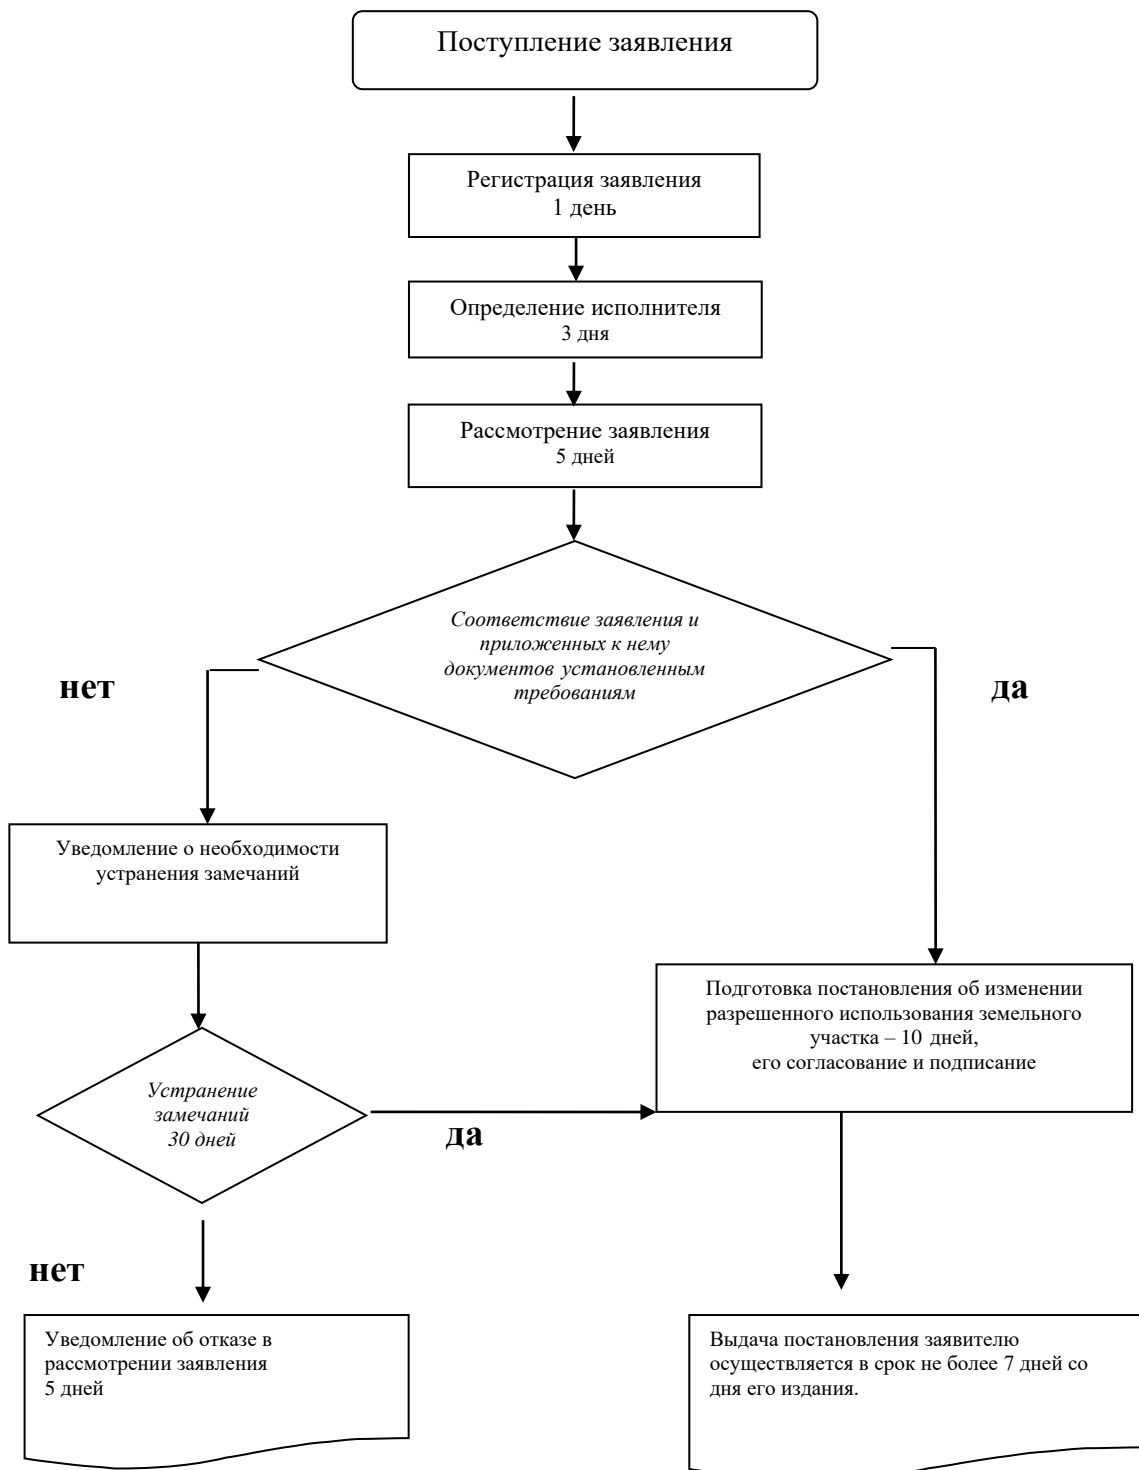 Поступление заявления
Регистрация заявления
1 день
Определение исполнителя
3 дня
Рассмотрение заявления
5 дней
Соответствие заявления и
приложенных к нему
документов установленным
требованиям
нет
да
Уведомление о необходимости
устранения замечаний
Подготовка постановления об изменении
разрешенного использования земельного
участка – 10 дней,
его согласование и подписание
Устранение
замечаний
30 дней
да
нет
Уведомление об отказе в
рассмотрении заявления
5 дней
Выдача постановления заявителю
осуществляется в срок не более 7 дней со
дня его издания.